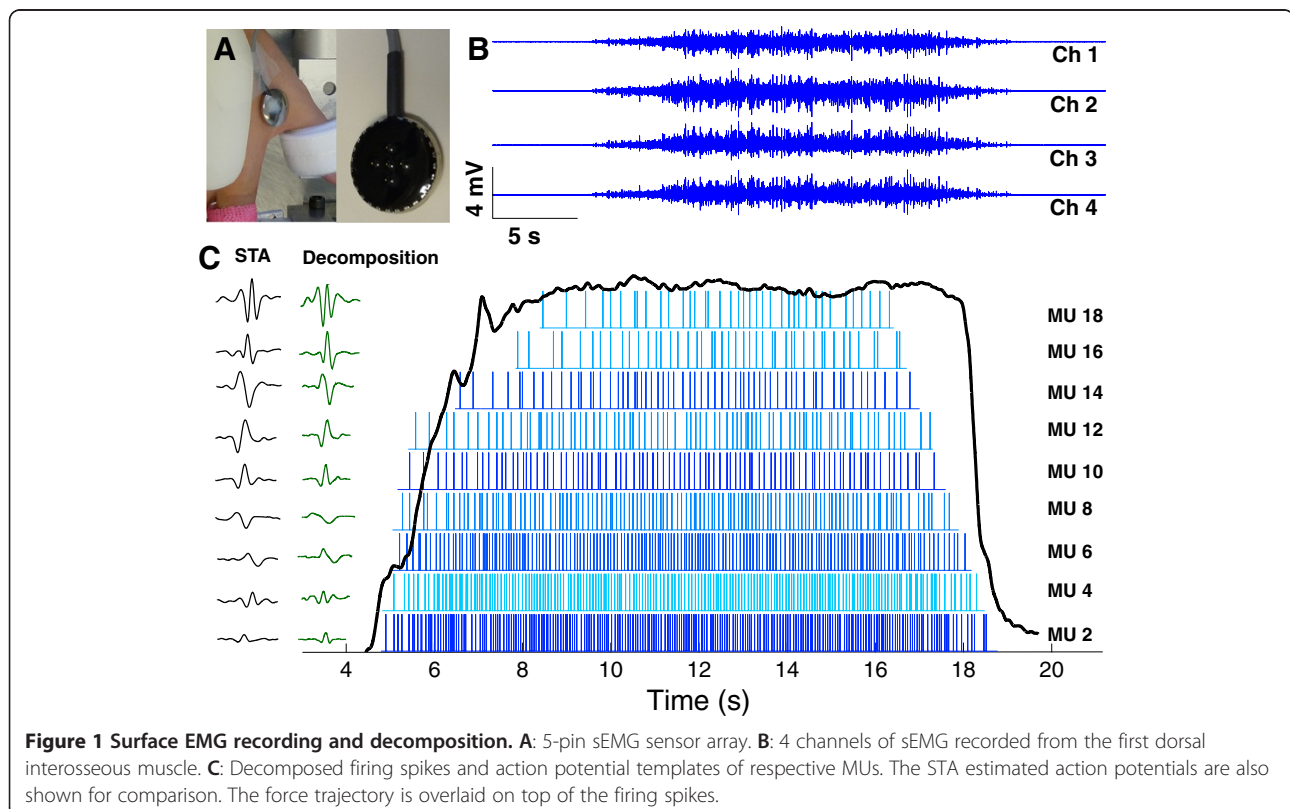 A
B
Ch 1
Ch 2
Ch 3
Ch 4
4 mV
5 s
C
STA Decomposition
MU 18
MU 16
MU 14
MU 12
MU 10
MU 8
MU 6
MU 4
MU 2
4 6 8 10 12 14 16 18 20
Time (s)
Figure 1 Surface EMG recording and decomposition. A: 5-pin sEMG sensor array. B: 4 channels of sEMG recorded from the first dorsal
interosseous muscle. C: Decomposed firing spikes and action potential templates of respective MUs. The STA estimated action potentials are also
shown for comparison. The force trajectory is overlaid on top of the firing spikes.